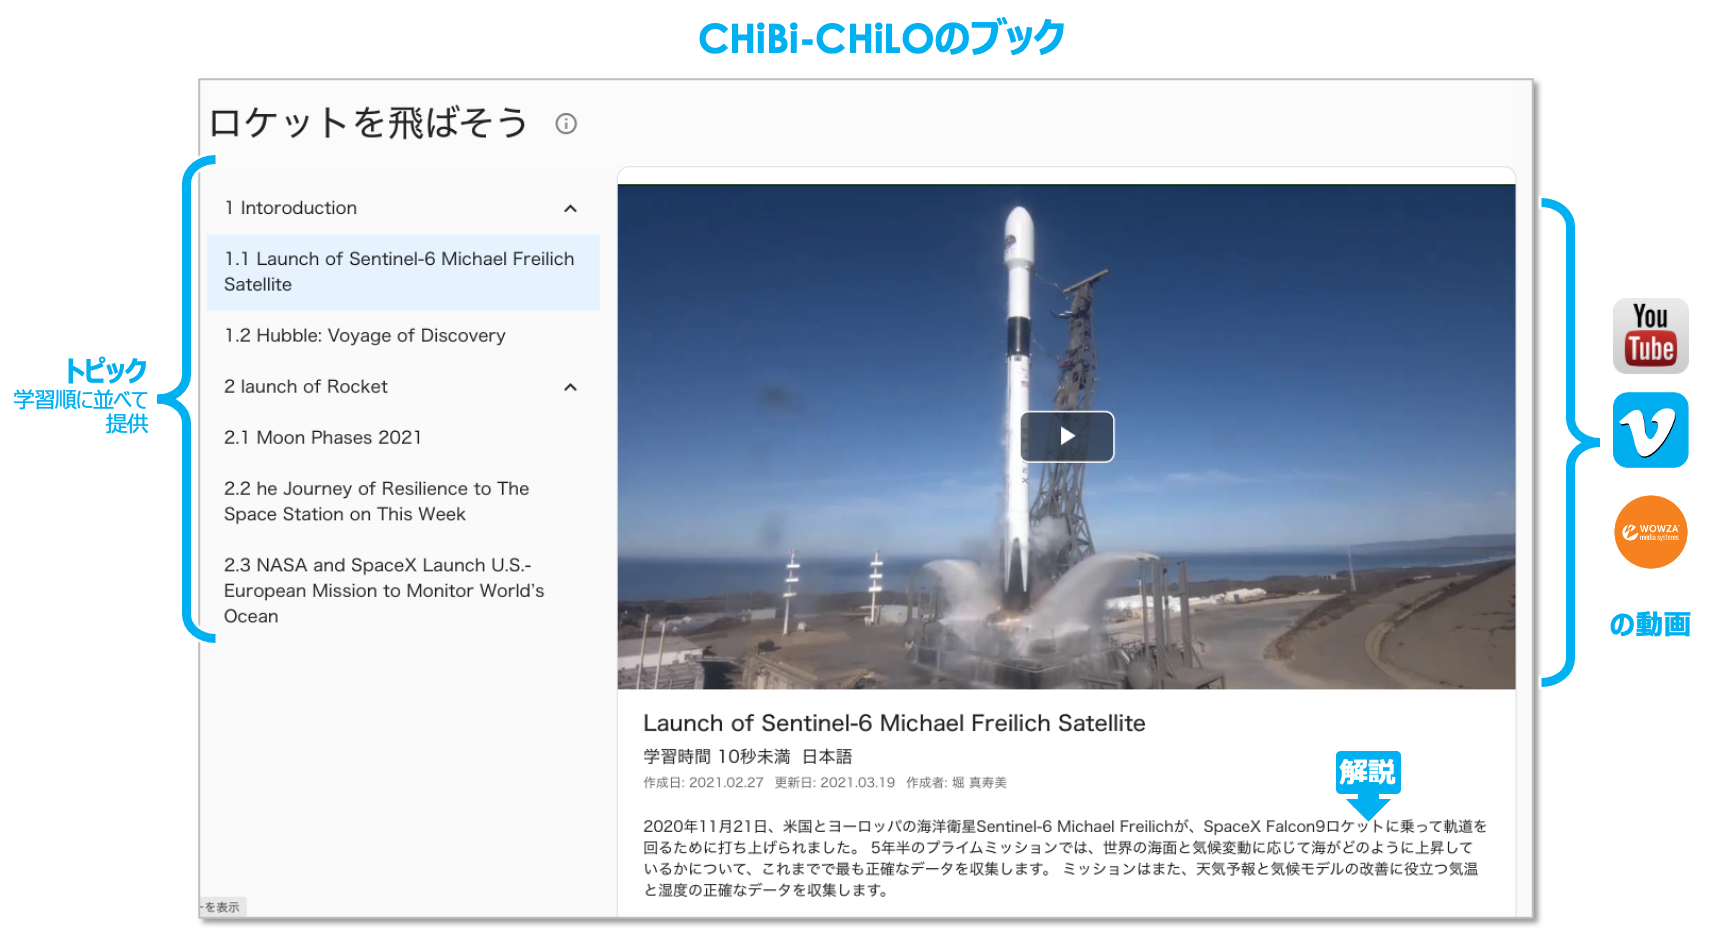 CHiBi-CHiLOのブック
ロケットを飛ばそう
トピック
学習順に並べて
提供
1 Intoroduction
1.1 Launch of Sentinel-6 Michael Freilich
Satellite
1.2 Hubble: Voyage of Discovery
2 launch of Rocket
2.1 Moon Phases 2021
2.2 he Journey of Resilience to The
Space Station on This Week
2.3 NASA and SpaceX Launch U.S.-
European Mission to Monitor World's
Ocean
You
Tube
WOWZA
media systems
の動画
Launch of Sentinel-6 Michael Freilich Satellite
学習時間 10秒未満 日本語
作成日: 2021.02.27 更新日: 2021.03.19 作成者: 堀 真寿美
解説
2020年11月21日、米国とヨーロッパの海洋衛星Sentinel-6 Michael Freilichが、SpaceX Falcon9ロケットに乗って軌道を
回るために打ち上げられました。 5年半のプライムミッションでは、世界の海面と気候変動に応じて海がどのように上昇して
いるかについて、これまでで最も正確なデータを収集します。 ミッションはまた、天気予報と気候モデルの改善に役立つ気温
と湿度の正確なデータを収集します。
ーを表示